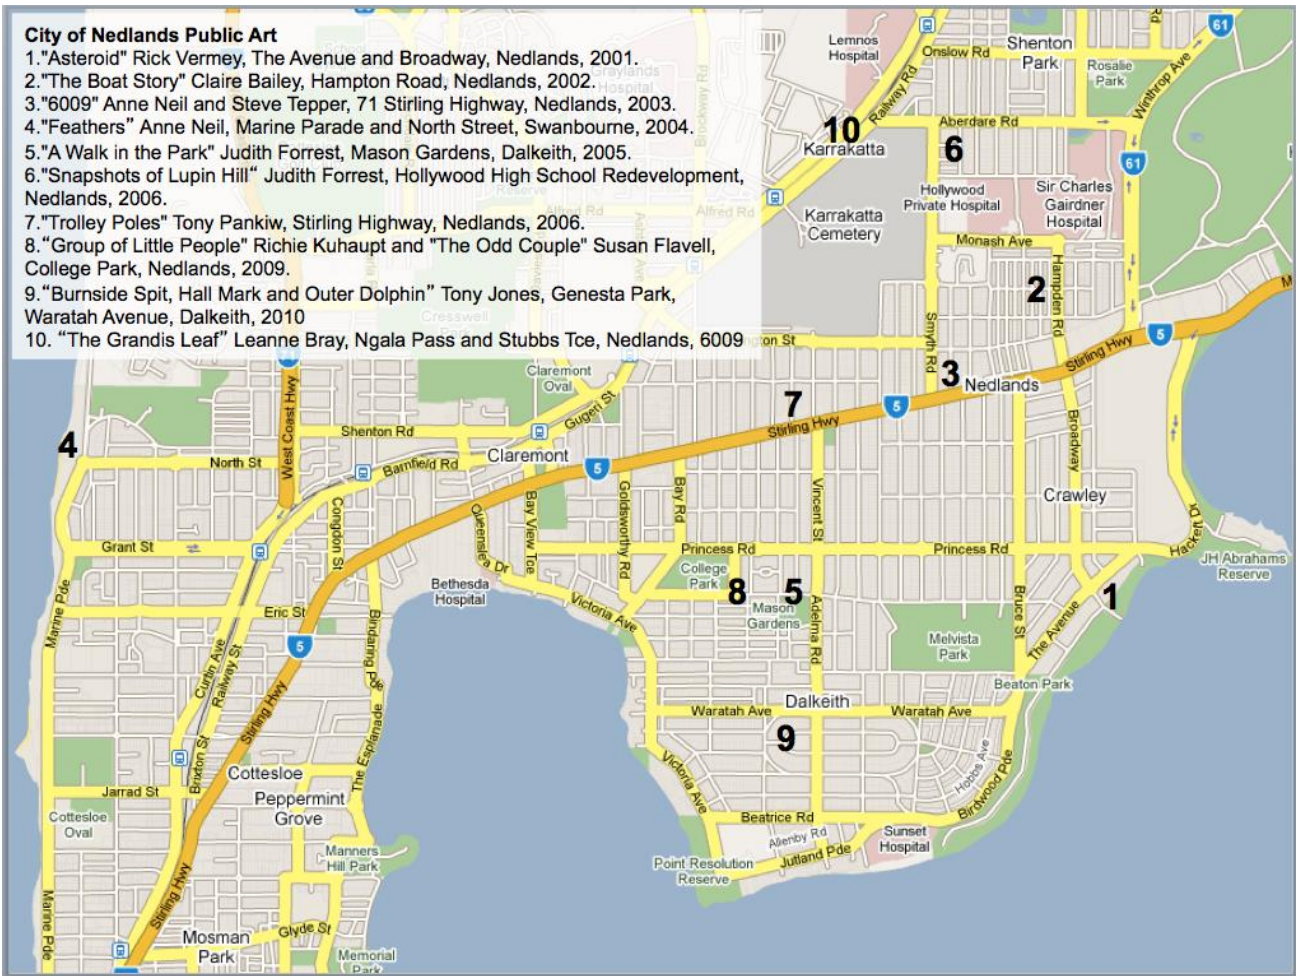 City of Nedlands Public Art
1."Asteroid" Rick Vermey, The Avenue and Broadway, Nedlands, 2001.
2."The Boat Story" Claire Bailey, Hampton Road, Nedlands, 2002.
3."6009" Anne Neil and Steve Tepper, 71 Stirling Highway, Nedlands, 2003.
4."Feathers” Anne Neil, Marine Parade and North Street, Swanbourne, 2004.
5."A Walk in the Park" Judith Forrest, Mason Gardens, Dalkeith, 2005.
6."Snapshots of Lupin Hill“ Judith Forrest, Hollywood High School Redevelopment,
Nedlands, 2006.
7."Trolley Poles" Tony Pankiw, Stirling Highway, Nedlands, 2006.
8.“Group of Little People" Richie Kuhaupt and "The Odd Couple" Susan Flavell,
College Park, Nedlands, 2009.
9.“Burnside Spit, Hall Mark and Outer Dolphin” Tony Jones, Genesta Park,
Waratah Avenue, Dalkeith, 2010
10. “The Grandis Leaf” Leanne Bray, Ngala Pass and Stubbs Tce, Nedlands, 6009
Graylands
Hospital
Reserve
Alfred Rd
Alfred Rd
Brockway Rd
Cresswell
Park
Lemnos
Hospital
Onslow Rd
Shenton
Park
Rosalie
Park
61
Winthrop Ave
Railway Rd
10
Karrakatta
Aberdare Rd
6
61
Hollywood
Private Hospital
Sir Charles
Gairdner
Hospital
Karrakatta
Cemetery
Monash Ave
2
Hampden Rd
Smyth Rd
ngton St
5
Stirling Hwy
3
Nedlands
Claremont
Oval
Gugeri St
7
Stirling Hwy
5
West Coast Hwy
Shenton Rd
4
North St
Barnfield Rd
Claremont
5
Broadway
Crawley
Congdon St
Queenslea Dr
Bay View Tce
Goldsworthy Rd
Bay Rd
Vincent St
Hackett Dr
Grant St
Princess Rd
Princess Rd
JH Abrahams
Reserve
Bethesda
Hospital
College
Park
8
5
1
Mason
Gardens
Marine Pde
Eric St
Victoria Ave
Adelma Rd
Bruce St
The Avenue
Melvista
Park
5
Bindaring Pde
Curtin Ave
Railway St
Beaton Park
Dalkeith
Waratah Ave
Waratah Ave
Stirling Hwy
9
The Esplanade
Brixton St
Cottesloe
Victoria Ave
Hobbs Ave
Birdwood Pde
Jarrad St
Peppermint
Grove
Cottesloe
Oval
Beatrice Rd
Allenby Rd
Sunset
Hospital
Jutland Pde
Manners
Hill Park
Point Resolution
Reserve
Marine Pde
Stirling Hwy
Glyde St
Mosman
Park
Memorial
Park